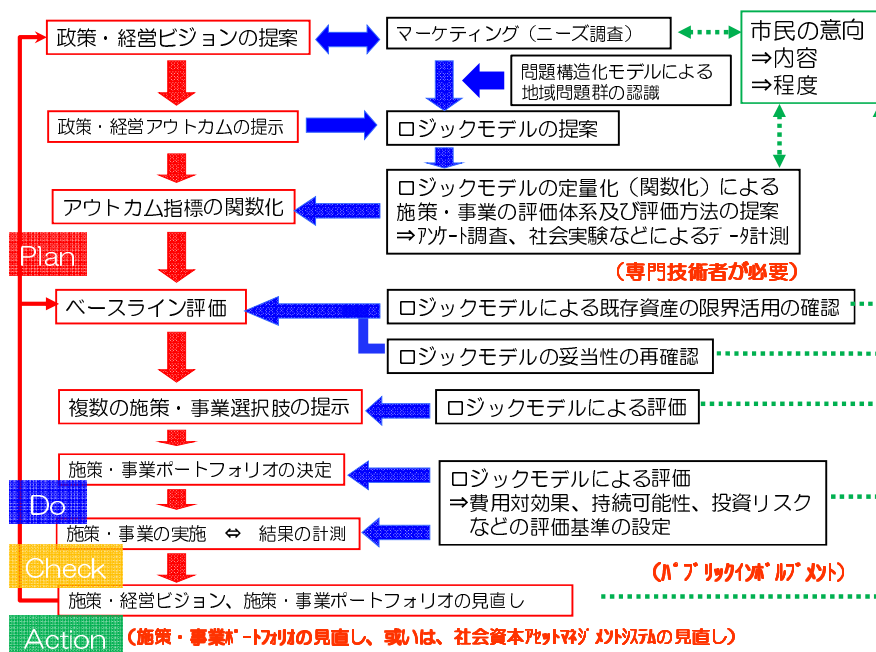 政策・経営ビジョンの提案
マーケティング（ニーズ調査）
市民の意向
⇒内容
⇒程度
問題構造化モデルによる
地域問題群の認識
政策・経営アウトカムの提示
ロジックモデルの提案
アウトカム指標の関数化
ロジックモデルの定量化（関数化）による
施策・事業の評価体系及び評価方法の提案
⇒ｱﾝｹｰﾄ調査、社会実験などによるﾃﾞｰﾀ計測
Plan
（専門技術者が必要）
ベースライン評価
ロジックモデルによる既存資産の限界活用の確認
ロジックモデルの妥当性の再確認
複数の施策・事業選択肢の提示
ロジックモデルによる評価
施策・事業ポートフォリオの決定
ロジックモデルによる評価
⇒費用対効果、持続可能性、投資リスク
などの評価基準の設定
Do
施策・事業の実施 ⇔ 結果の計測
Check
（ﾊﾟﾌﾞﾘｯｸｲﾝﾎﾞﾙﾌﾞﾒﾝﾄ）
施策・経営ビジョン、施策・事業ポートフォリオの見直し
Action
（施策・事業ﾎﾟｰﾄﾌｫﾘｵの見直し、或いは、社会資本ｱｾｯﾄﾏﾈｼﾞﾒﾝﾄｼｽﾃﾑの見直し）